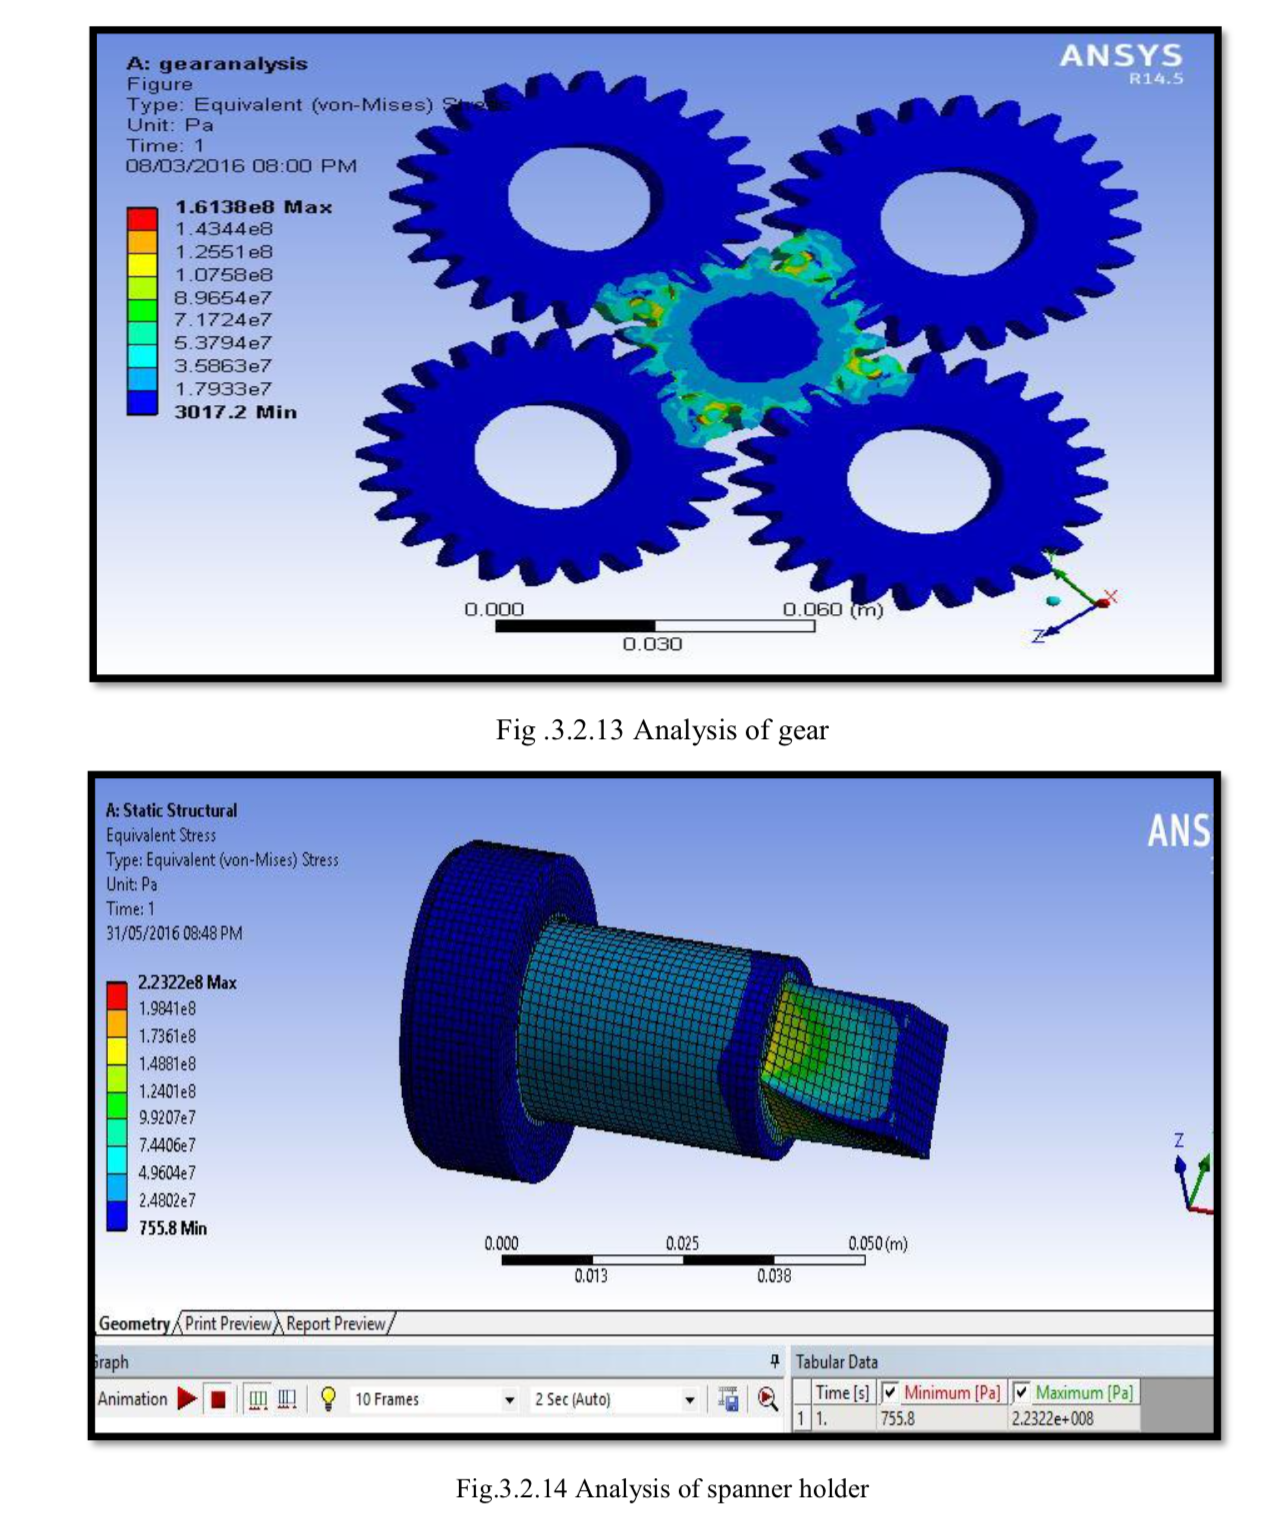 A: gearanalysis
Figure
Type: Equivalent (von-Mises) Stress
Unit: Pa
Time: 1
08/03/2016 08:00 PM
ANSYS
R14.5
1.6138e8 Max
1.4344e8
1.2551e8
1.0758e8
8.9654e7
7.1724e7
5.3794e7
3.5863e7
1.7933e7
3017.2 Min
0.000
0.060 (m)
0.030
Y
X
Z
Fig .3.2.13 Analysis of gear
A: Static Structural
Equivalent Stress
Type: Equivalent (von-Mises) Stress
Unit: Pa
Time: 1
31/05/2016 08:48 PM
ANS
2.2322e8 Max
1.9841e8
1.7361e8
1.4881e8
1.2401e8
9.9207e7
7.4406e7
4.9604e7
2.4802e7
755.8 Min
Z
0.000 0.025 0.050 (m)
0.013 0.038
Geometry Print Preview Report Preview
Graph
Tabular Data
Animation 10 Frames 2 Sec (Auto)
Time [s] Minimum [Pa] Maximum [Pa]
1 1. 755.8 2.2322e+008
Fig.3.2.14 Analysis of spanner holder